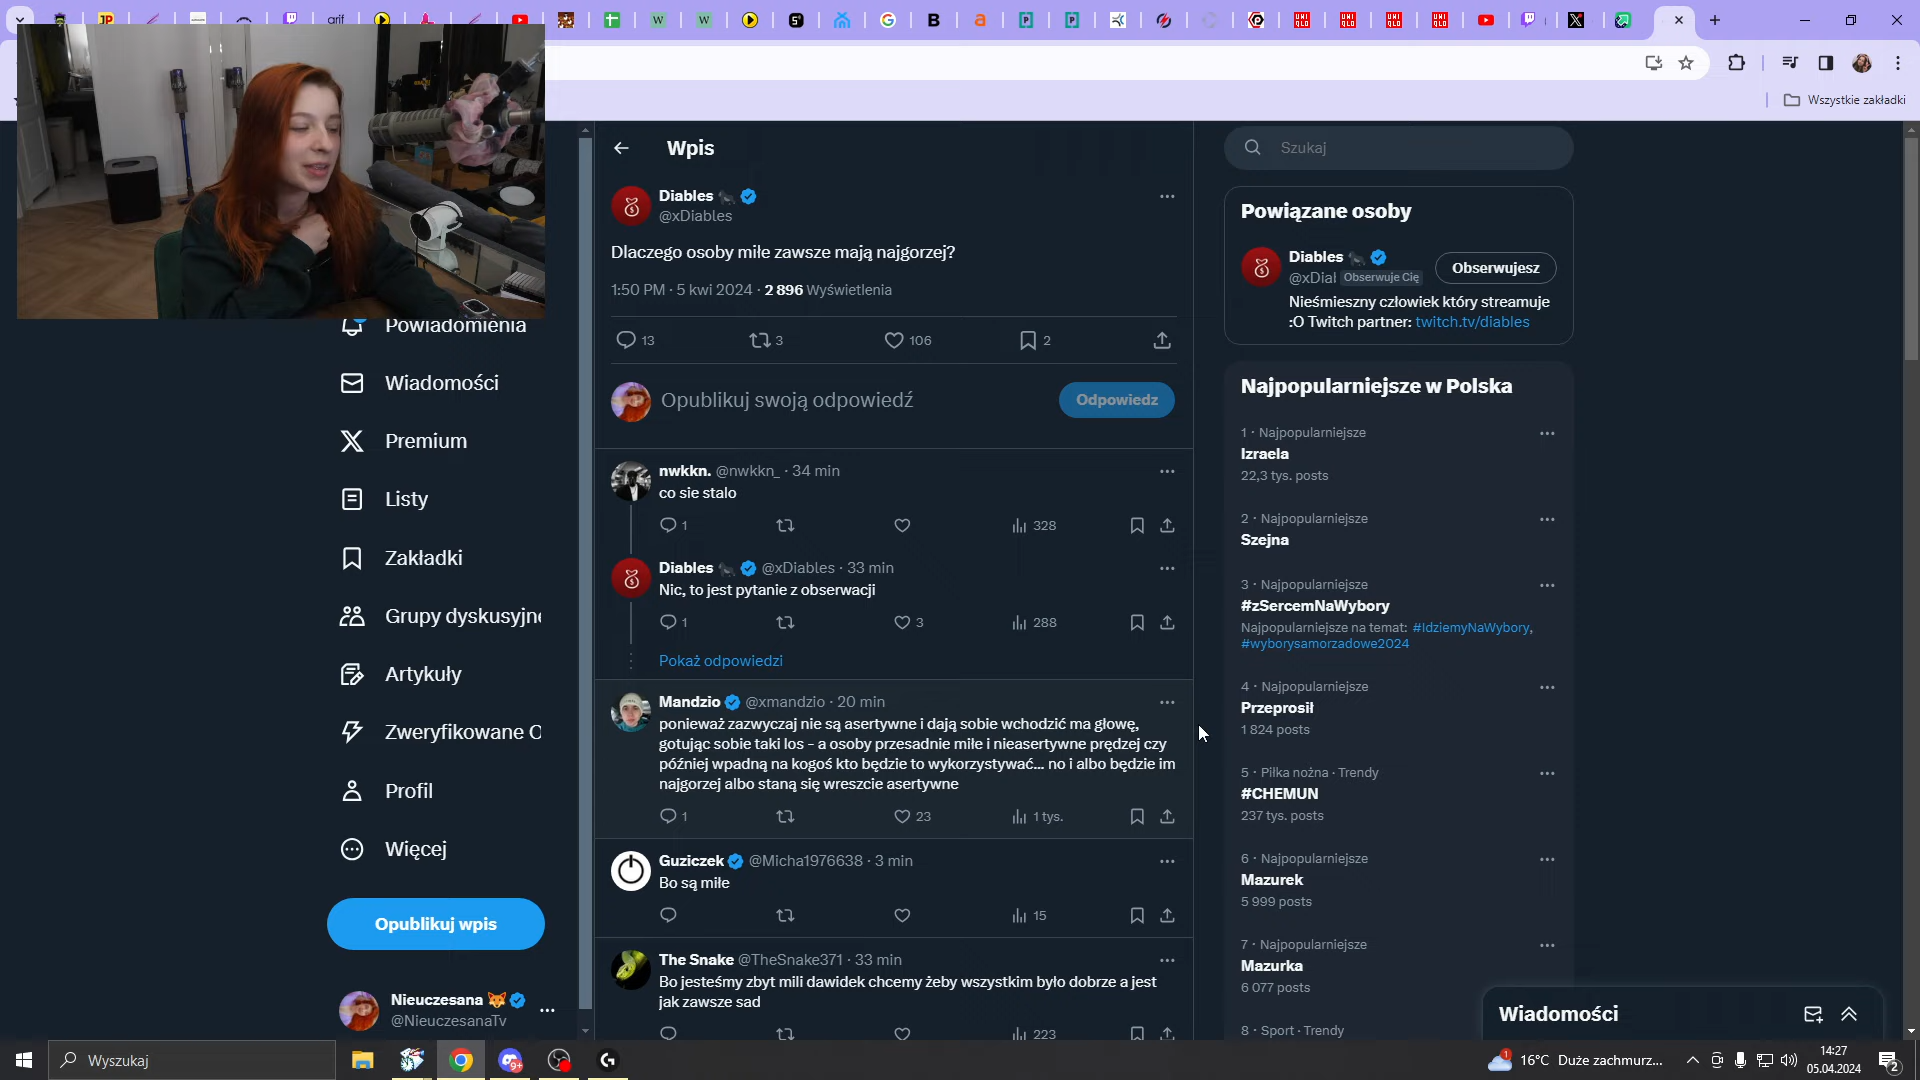 Wszystkie zakładki
Powiadomienia
Wiadomości
Premium
Listy
Zakładki
Grupy dyskusyjne
Artykuły
Zweryfikowane O
Profil
Więcej
Opublikuj wpis
Nieuczesana
@NieuczesanaTv
Wpis
Diables
@xDiables
Dlaczego osoby miłe zawsze mają najgorzej?
1:50 PM · 5 kwi 2024 · 2 896 Wyświetlenia
13 3 106 2
Opublikuj swoją odpowiedź
Odpowiedz
nwkkn. @nwkkn_ · 34 min
co sie stalo
1 328
Diables @xDiables · 33 min
Nic, to jest pytanie z obserwacji
1 3 288
Pokaż odpowiedzi
Mandzio @xmandzio · 20 min
ponieważ zazwyczaj nie są asertywne i dają sobie wchodzić ma głowę,
gotując sobie taki los - a osoby przesadnie miłe i nieasertywne prędzej czy
później wpadną na kogoś kto będzie to wykorzystywać... no i albo będzie im
najgorzej albo staną się wreszcie asertywne
1 23 1 tys.
Guziczek @Micha1976638 · 3 min
Bo są miłe
15
The Snake @TheSnake371 · 33 min
Bo jesteśmy zbyt mili dawidek chcemy żeby wszystkim było dobrze a jest
jak zawsze sad
223
Szukaj
Powiązane osoby
Diables
@xDial Obserwuje Cię
Obserwujesz
Nieśmieszny człowiek który streamuje
:O Twitch partner: twitch.tv/diables
Najpopularniejsze w Polska
1 · Najpopularniejsze
Izraela
22,3 tys. posts
2 · Najpopularniejsze
Szejna
3 · Najpopularniejsze
#zSercemNaWybory
Najpopularniejsze na temat: #IdziemyNaWybory,
#wyborysamorzadowe2024
4 · Najpopularniejsze
Przeprosił
1 824 posts
5 · Piłka nożna · Trendy
#CHEMUN
237 tys. posts
6 · Najpopularniejsze
Mazurek
5 999 posts
7 · Najpopularniejsze
Mazurka
6 077 posts
8 · Sport · Trendy
Wiadomości
Wyszukaj
9+
1
16°C Duże zachmurz...
14:27
05.04.2024
2